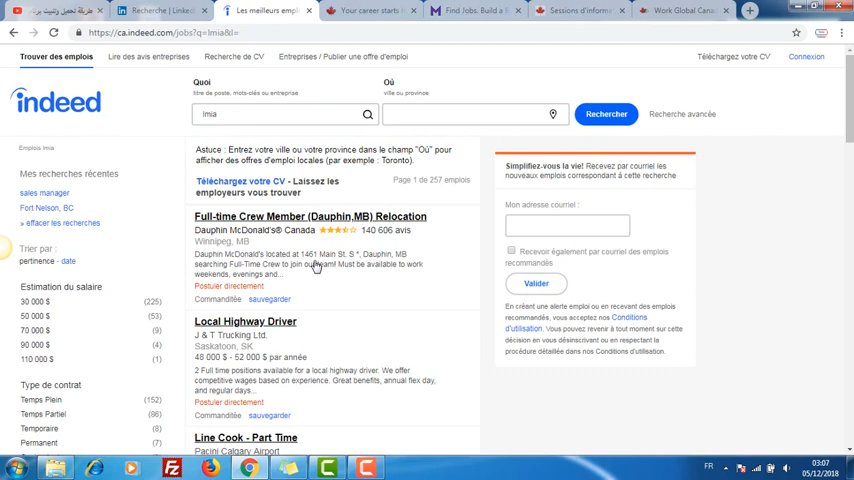 طريقة تحميل وتثبيت برنـ
Recherche | LinkedI
Les meilleurs empl
Your career starts h
Find Jobs. Build a B
Sessions d'informe
Work Global Canad
https://ca.indeed.com/jobs?q=lmia&l=
Trouver des emplois
Lire des avis entreprises
Recherche de CV
Entreprises / Publier une offre d'emploi
Téléchargez votre CV
Connexion
indeed
Quoi
titre de poste, mots-clés ou entreprise
Où
ville ou province
lmia
Rechercher
Recherche avancée
Emplois lmia
Mes recherches récentes
sales manager
Fort Nelson, BC
» effacer les recherches
Trier par :
pertinence - date
Estimation du salaire
30 000 $ (225)
50 000 $ (53)
70 000 $ (9)
90 000 $ (4)
110 000 $ (1)
Type de contrat
Temps Plein (152)
Temps Partiel (86)
Temporaire (8)
Permanent (7)
Astuce : Entrez votre ville ou votre province dans le champ "Où" pour
afficher des offres d'emploi locales (par exemple : Toronto).
Téléchargez votre CV - Laissez les
employeurs vous trouver
Page 1 de 257 emplois
Full-time Crew Member (Dauphin,MB) Relocation
Dauphin McDonald's® Canada 140 606 avis
Winnipeg, MB
Dauphin McDonald's located at 1461 Main St. S *, Dauphin, MB
searching Full-Time Crew to join our team! Must be available to work
weekends, evenings and...
Postuler directement
Commanditée sauvegarder
Local Highway Driver
J & T Trucking Ltd.
Saskatoon, SK
48 000 $ - 52 000 $ par année
2 Full time positions available for a local highway driver. We offer
competitive wages based on experience. Great benefits, annual flex day,
and regular days...
Postuler directement
Commanditée sauvegarder
Line Cook - Part Time
Pacini Calgary Airport
Simplifiez-vous la vie! Recevez par courriel les
nouveaux emplois correspondant à cette recherche
Mon adresse courriel :
Recevoir également par courriel des emplois
recommandés
Valider
En créant une alerte emploi ou en recevant des emplois
recommandés, vous acceptez nos Conditions
d'utilisation. Vous pouvez revenir à tout moment sur cette
décision en vous désinscrivant ou en respectant la
procédure détaillée dans nos Conditions d'utilisation.
FR
03:07
05/12/2018